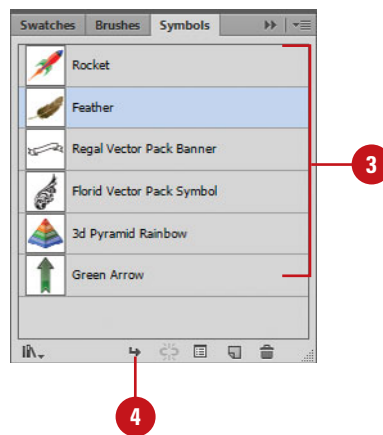 Swatches Brushes Symbols
Rocket
Feather
Regal Vector Pack Banner
3
Florid Vector Pack Symbol
3d Pyramid Rainbow
Green Arrow
4